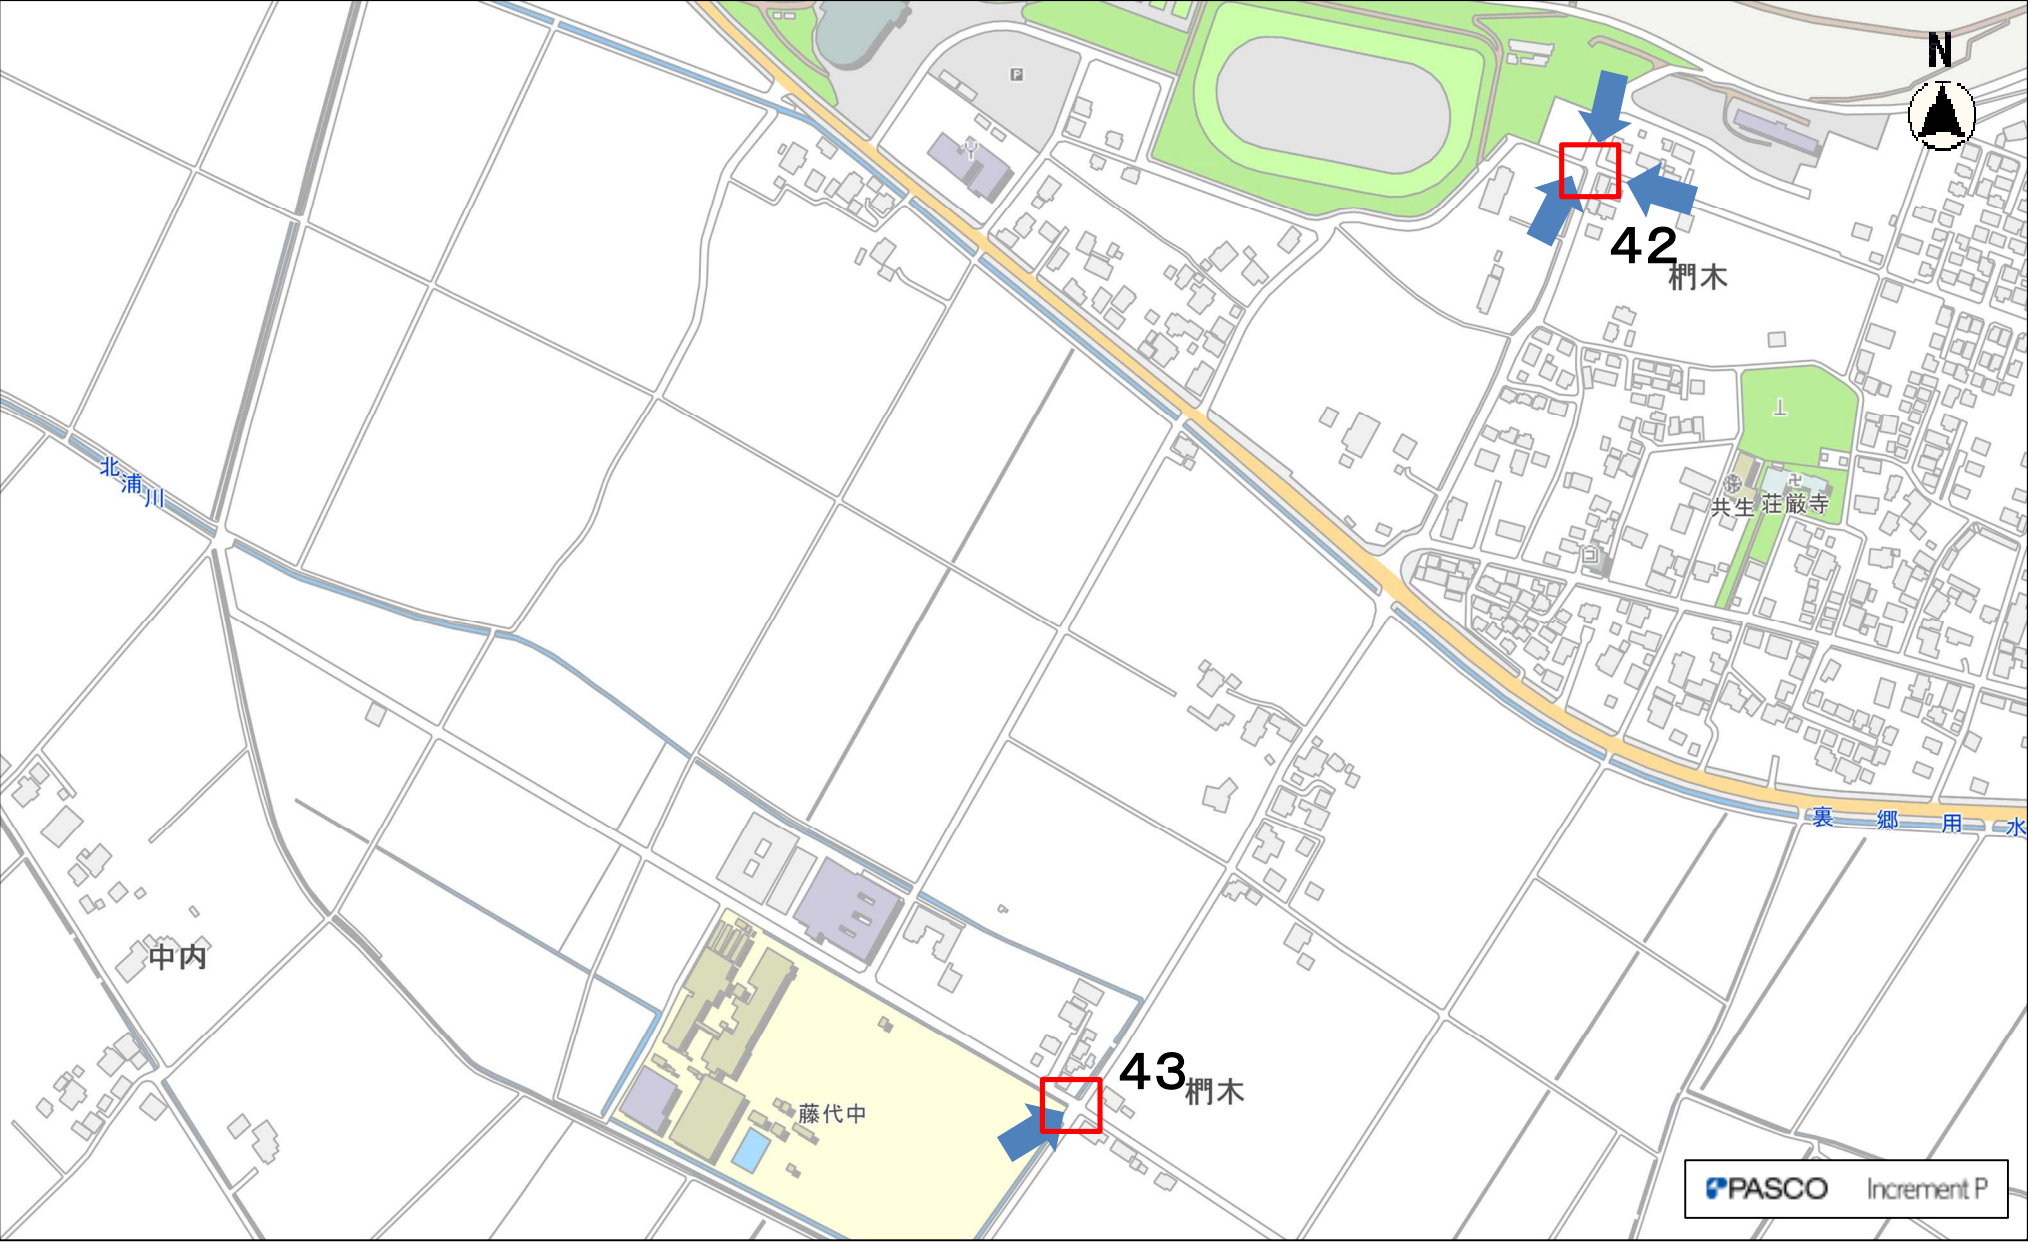 N
P
42
椚木
北浦川
共生
荘厳寺
裏郷用水
中内
43
椚木
藤代中
PASCO
Increment P